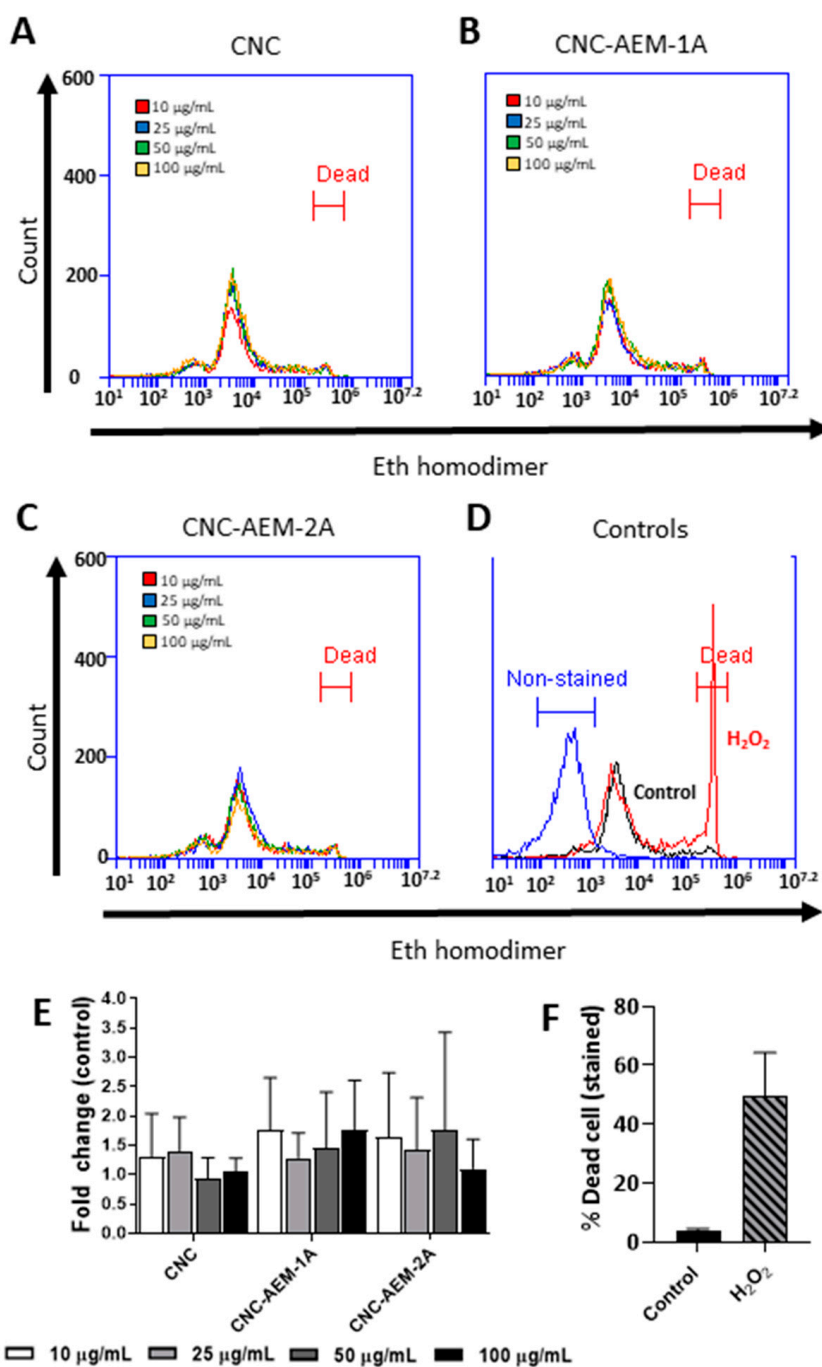 A
CNC
600
400
200
0
Count
10 µg/mL
25 µg/mL
50 µg/mL
100 µg/mL
Dead
10¹ 10² 10³ 10⁴ 10⁵ 10⁶ 10⁷·²
B
CNC-AEM-1A
10 µg/mL
25 µg/mL
50 µg/mL
100 µg/mL
Dead
10¹ 10² 10³ 10⁴ 10⁵ 10⁶ 10⁷·²
Eth homodimer
C
CNC-AEM-2A
600
400
200
0
Count
10 µg/mL
25 µg/mL
50 µg/mL
100 µg/mL
Dead
10¹ 10² 10³ 10⁴ 10⁵ 10⁶ 10⁷·²
D
Controls
Non-stained
Dead
H₂O₂
Control
10¹ 10² 10³ 10⁴ 10⁵ 10⁶ 10⁷·²
Eth homodimer
E
Fold change (control)
4.0
3.5
3.0
2.5
2.0
1.5
1.0
0.5
0.0
CNC
CNC-AEM-1A
CNC-AEM-2A
10 µg/mL 25 µg/mL 50 µg/mL 100 µg/mL
F
% Dead cell (stained)
80
60
40
20
0
Control
H₂O₂